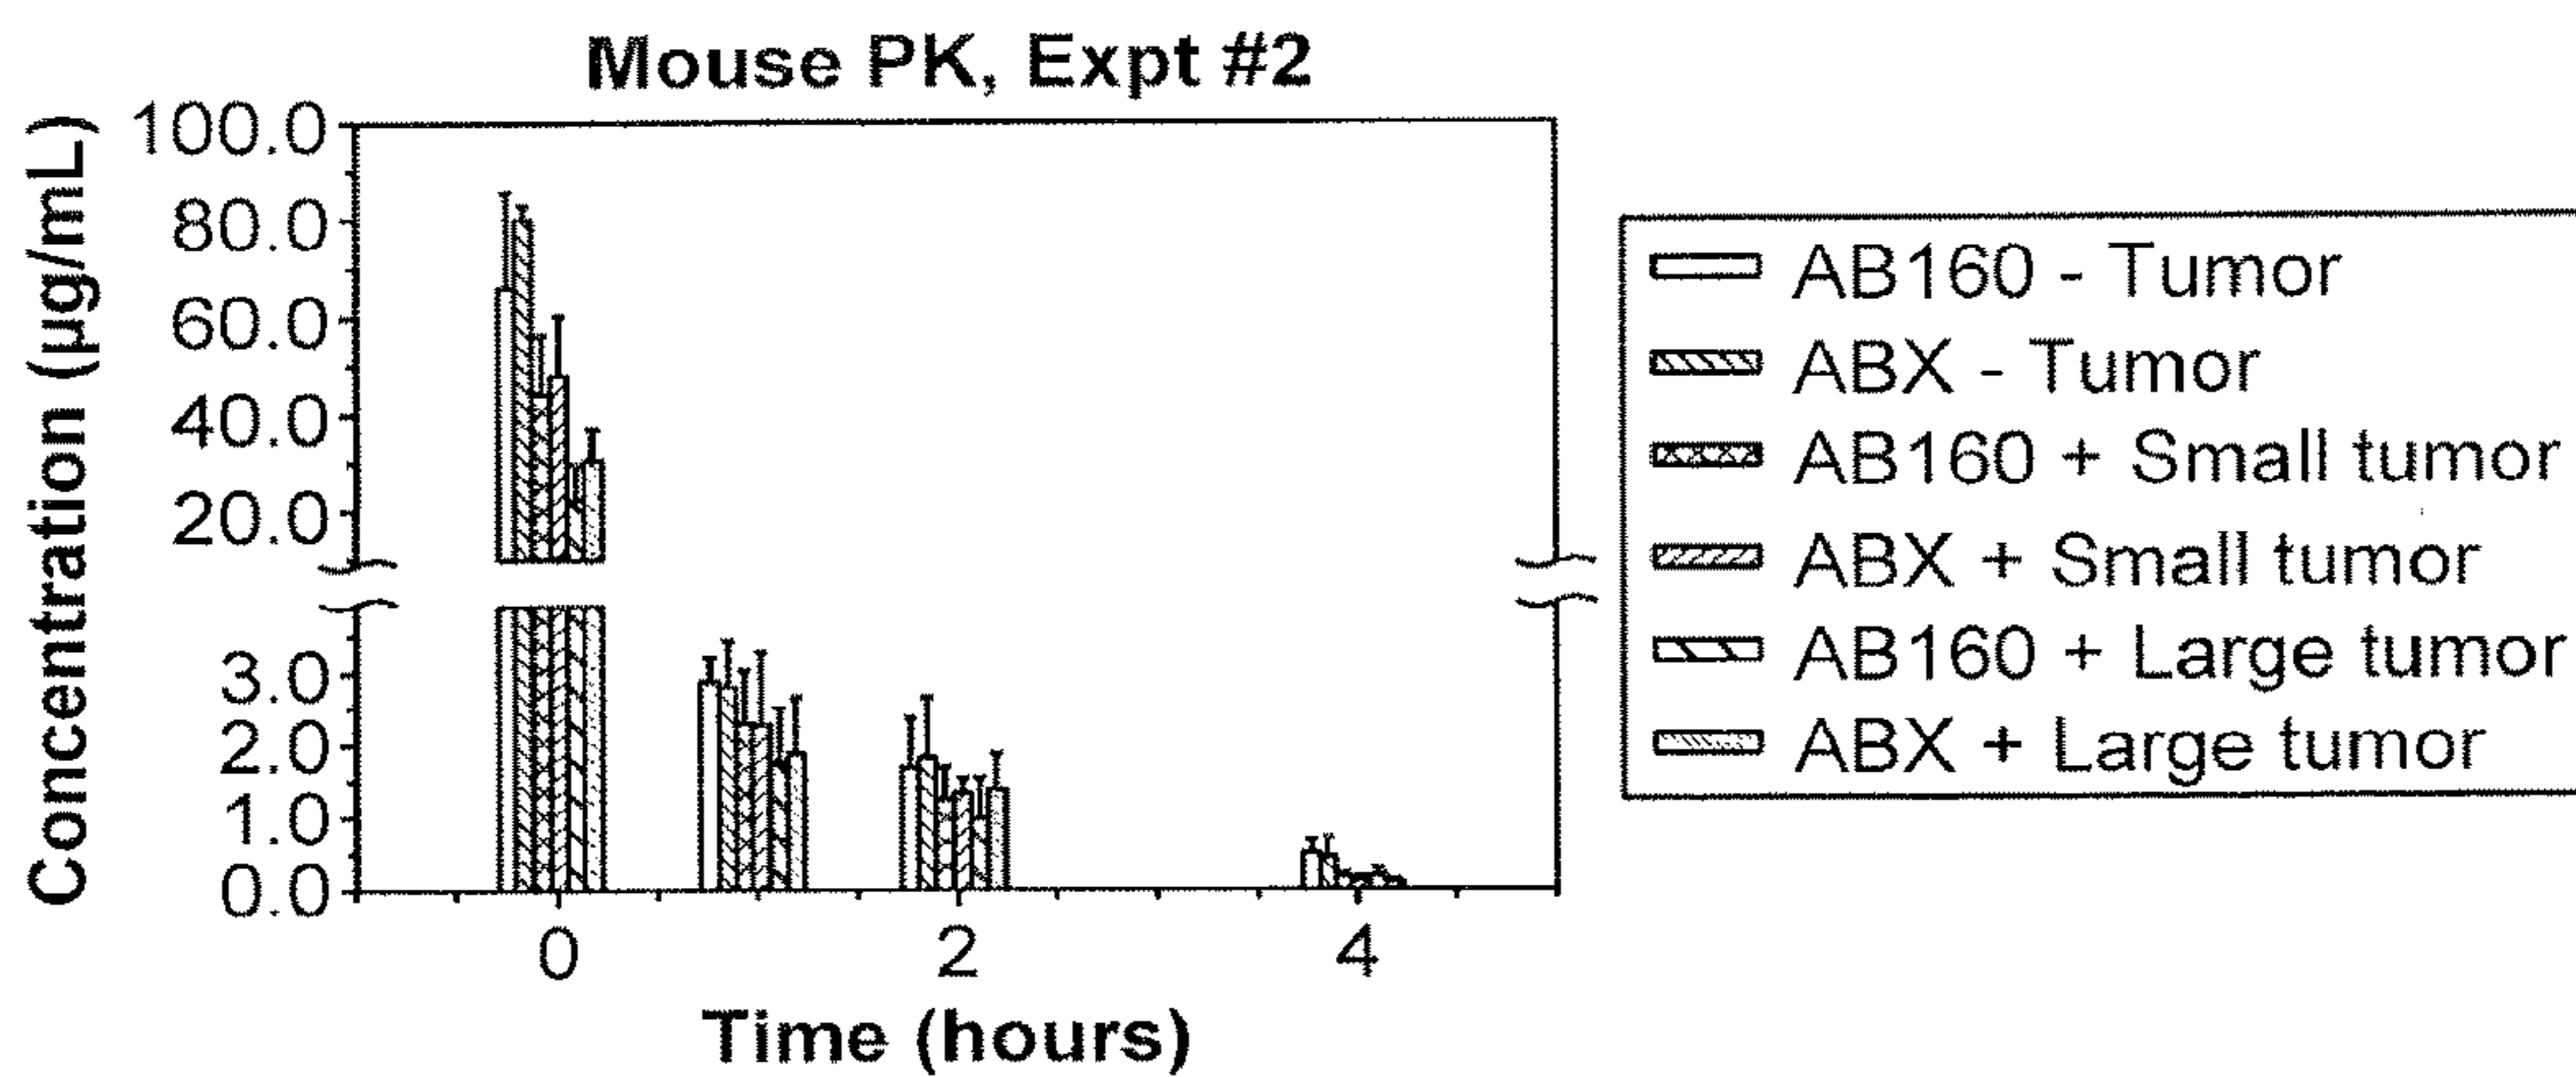 Mouse PK, Expt #2
Concentration (µg/mL)
100.0
80.0
60.0
40.0
20.0
3.0
2.0
1.0
0.0
0
2
4
Time (hours)
AB160 - Tumor
ABX - Tumor
AB160 + Small tumor
ABX + Small tumor
AB160 + Large tumor
ABX + Large tumor